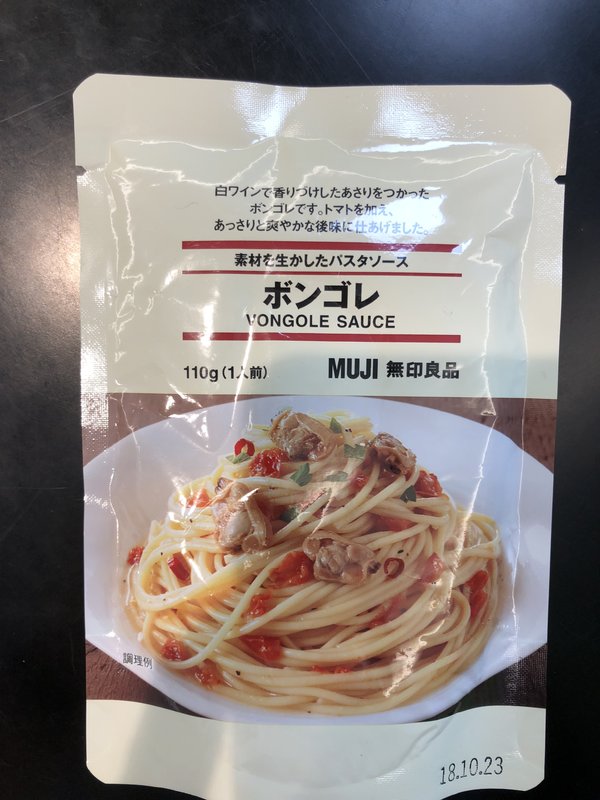 白ワインで香りつけしたあさりをつかった
ボンゴレです。トマトを加え、
あっさりと爽やかな後味に仕あげました。
素材を生かしたパスタソース
ボンゴレ
VONGOLE SAUCE
110g(1人前)
MUJI 無印良品
調理例
18.10.23